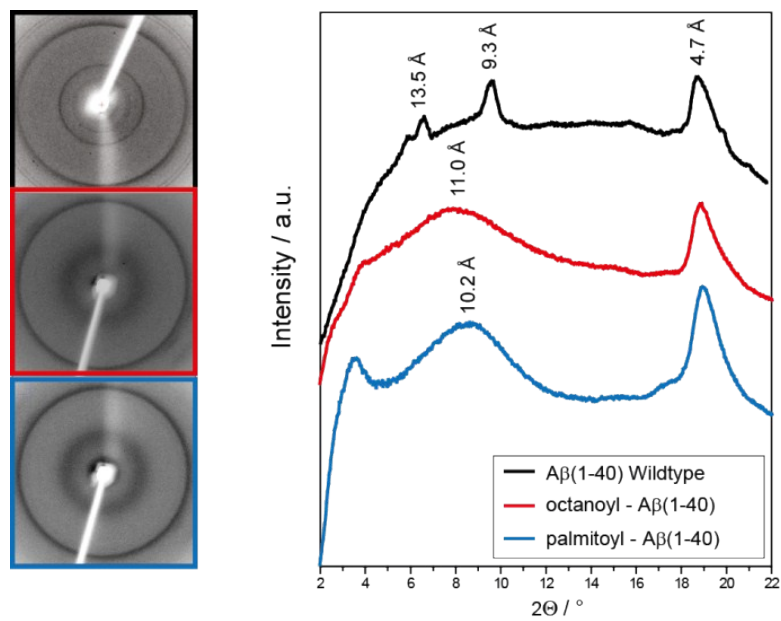 13.5 Å
9.3 Å
4.7 Å
11.0 Å
10.2 Å
Intensity / a.u.
Aβ(1-40) Wildtype
octanoyl - Aβ(1-40)
palmitoyl - Aβ(1-40)
2 4 6 8 10 12 14 16 18 20 22
2Θ / °